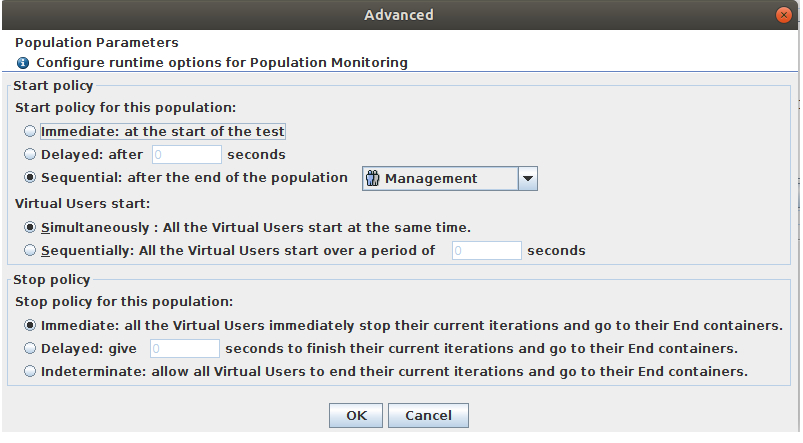 Advanced
Population Parameters
Configure runtime options for Population Monitoring
Start policy
Start policy for this population:
Immediate: at the start of the test
Delayed: after 0 seconds
Sequential: after the end of the population Management
Virtual Users start:
Simultaneously : All the Virtual Users start at the same time.
Sequentially: All the Virtual Users start over a period of 0 seconds
Stop policy
Stop policy for this population:
Immediate: all the Virtual Users immediately stop their current iterations and go to their End containers.
Delayed: give 0 seconds to finish their current iterations and go to their End containers.
Indeterminate: allow all Virtual Users to end their current iterations and go to their End containers.
OK Cancel